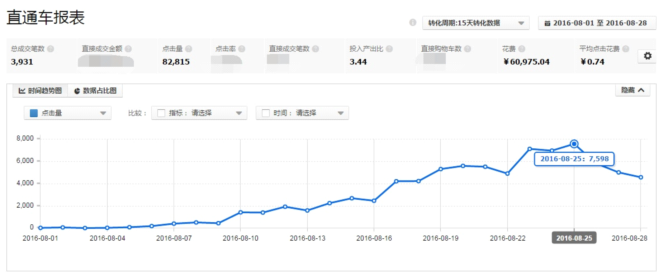 直通车报表
转化周期:15天转化数据
2016-08-01 至 2016-08-28
总成交笔数 直接成交金额 点击量 点击率 直接成交笔数 投入产出比 直接购物车数 花费 平均点击花费
3,931 82,815 3.44 ¥60,975.04 ¥0.74
时间趋势图 数据占比图 隐藏
点击量 比较： 指标：请选择 时间：请选择
8,000
6,000
4,000
2,000
0
2016-08-25：7,598
2016-08-01 2016-08-04 2016-08-07 2016-08-10 2016-08-13 2016-08-16 2016-08-19 2016-08-22 2016-08-25 2016-08-28